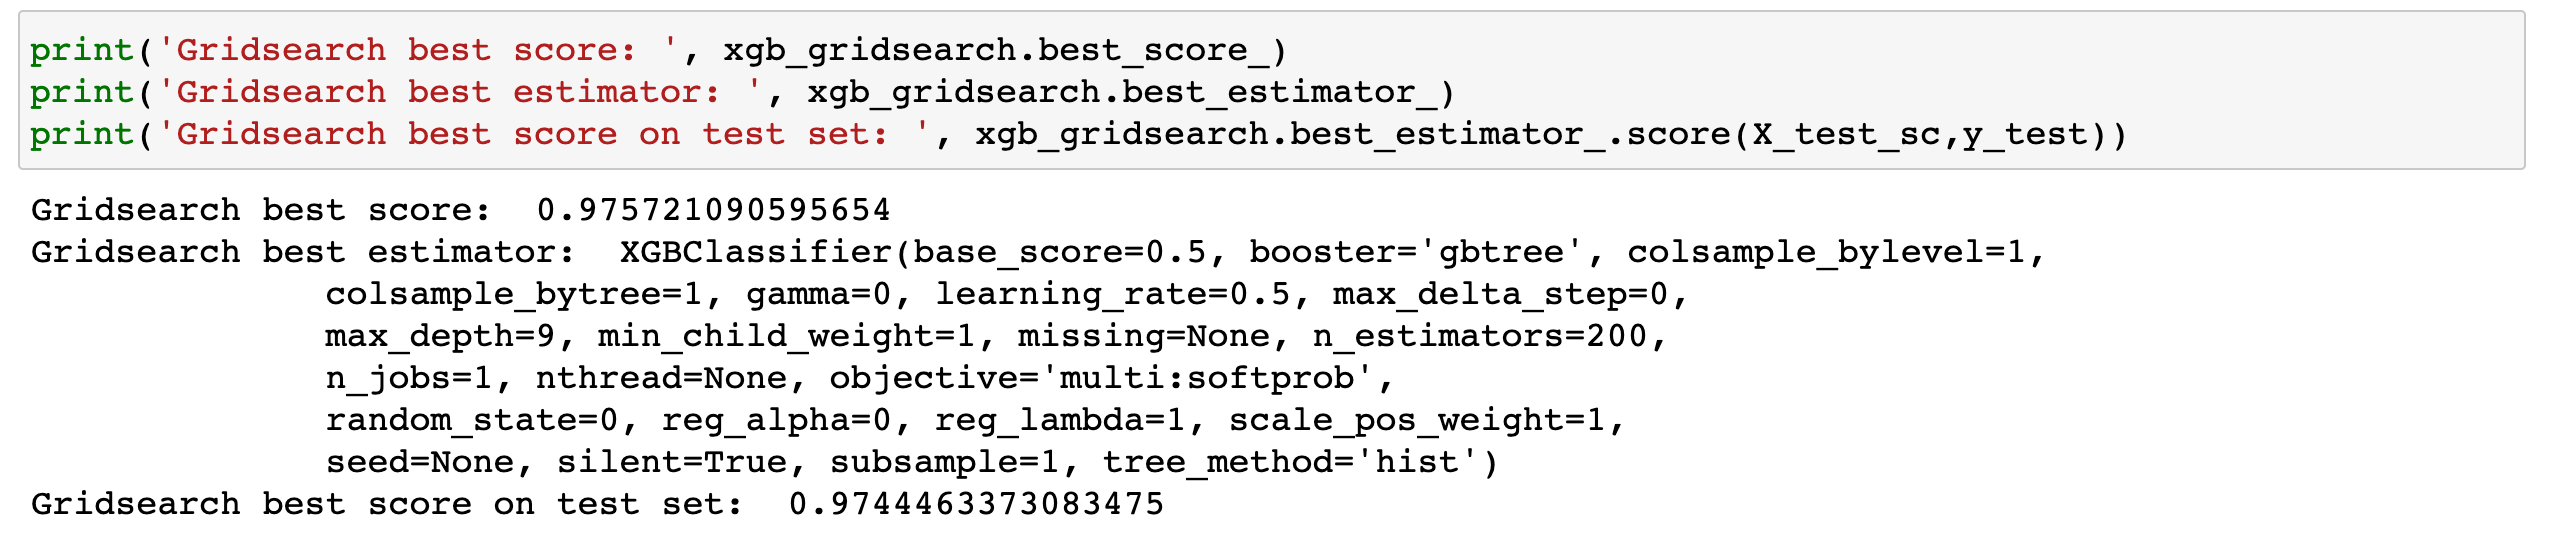 print('Gridsearch best score: ', xgb_gridsearch.best_score_)
print('Gridsearch best estimator: ', xgb_gridsearch.best_estimator_)
print('Gridsearch best score on test set: ', xgb_gridsearch.best_estimator_.score(X_test_sc,y_test))
Gridsearch best score:  0.975721090595654
Gridsearch best estimator:  XGBClassifier(base_score=0.5, booster='gbtree', colsample_bylevel=1,
              colsample_bytree=1, gamma=0, learning_rate=0.5, max_delta_step=0,
              max_depth=9, min_child_weight=1, missing=None, n_estimators=200,
              n_jobs=1, nthread=None, objective='multi:softprob',
              random_state=0, reg_alpha=0, reg_lambda=1, scale_pos_weight=1,
              seed=None, silent=True, subsample=1, tree_method='hist')
Gridsearch best score on test set:  0.9744463373083475